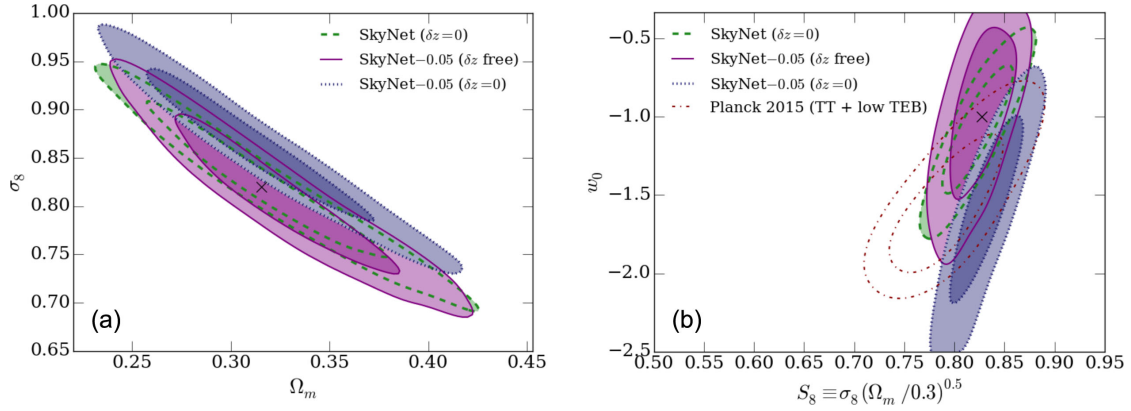 1.00
0.95
0.90
0.85
0.80
0.75
0.70
0.65
σ₈
0.25
0.30
0.35
0.40
0.45
Ωₘ
SkyNet (δz=0)
SkyNet−0.05 (δz free)
SkyNet−0.05 (δz=0)
(a)
−0.5
−1.0
−1.5
−2.0
−2.5
w₀
0.50 0.55 0.60 0.65 0.70 0.75 0.80 0.85 0.90 0.95
S₈ ≡ σ₈(Ωₘ/0.3)^0.5
SkyNet (δz=0)
SkyNet−0.05 (δz free)
SkyNet−0.05 (δz=0)
Planck 2015 (TT + low TEB)
(b)